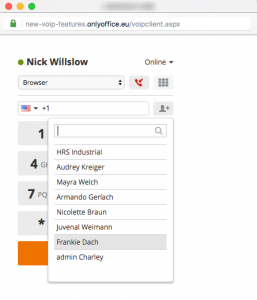 new-voip-features.onlyoffice.eu/voipclient.aspx
Nick Willslow
Online
Browser
+1
1
HRS Industrial
Audrey Kreiger
4
Mayra Welch
Armando Gerlach
7 PQ
Nicolette Braun
Juvenal Weimann
*
Frankie Dach
admin Charley